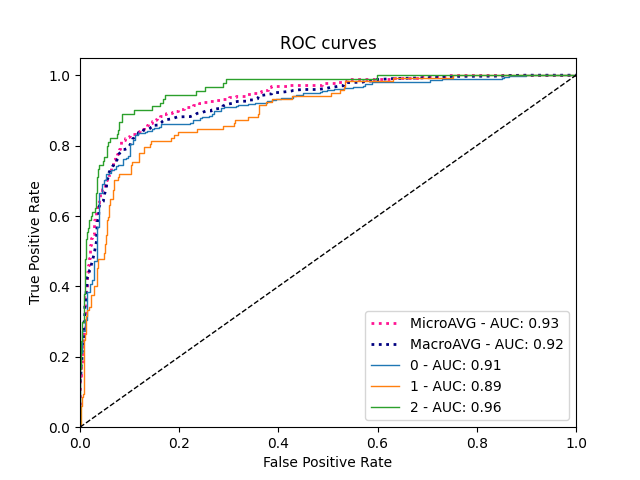 ROC curves
1.0
0.8
0.6
0.4
0.2
0.0
True Positive Rate
MicroAVG - AUC: 0.93
MacroAVG - AUC: 0.92
0 - AUC: 0.91
1 - AUC: 0.89
2 - AUC: 0.96
0.0 0.2 0.4 0.6 0.8 1.0
False Positive Rate